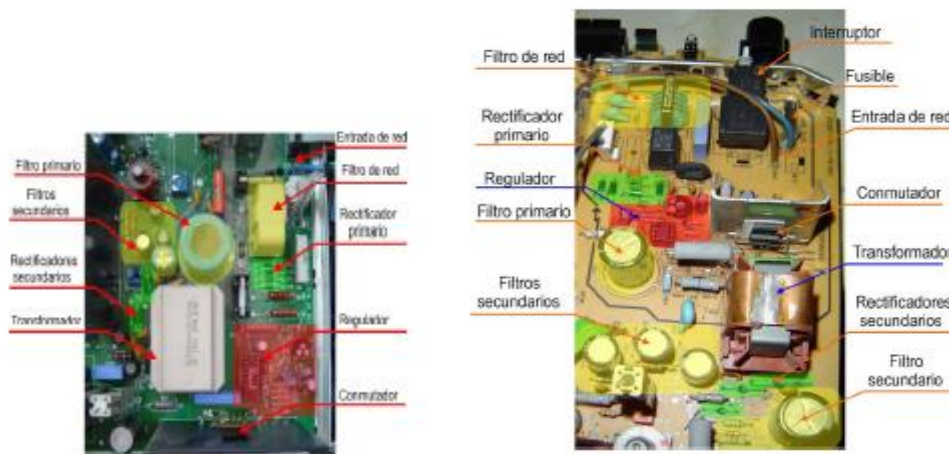 Entrada de red
Filtro primario
Filtro de red
Filtros
secundarios
Rectificador
primario
Rectificadores
secundarios
Transformador
Regulador
Conmutador
Interruptor
Filtro de red
Fusible
Rectificador
primario
Entrada de red
Regulador
Conmutador
Filtro primario
Transformador
Filtros
secundarios
Rectificadores
secundarios
Filtro
secundario